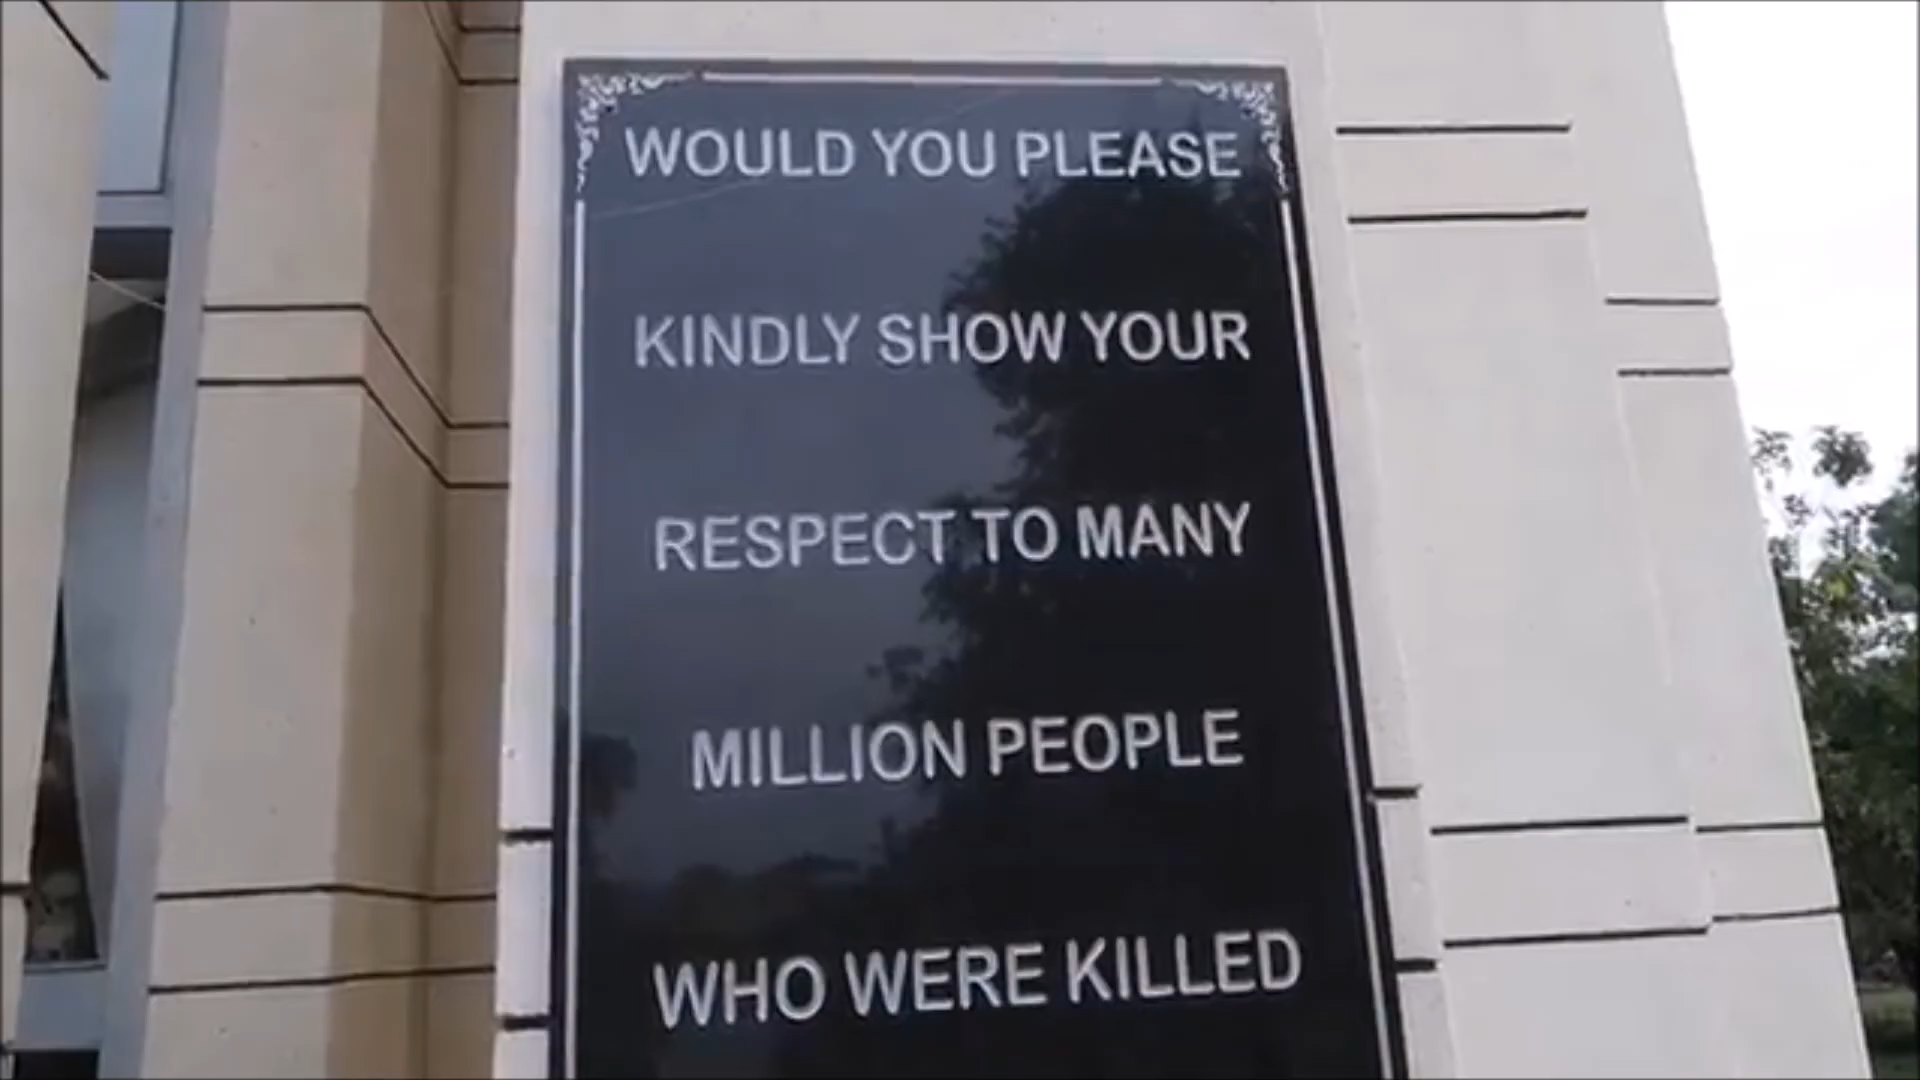 WOULD YOU PLEASE
KINDLY SHOW YOUR
RESPECT TO MANY
MILLION PEOPLE
WHO WERE KILLED